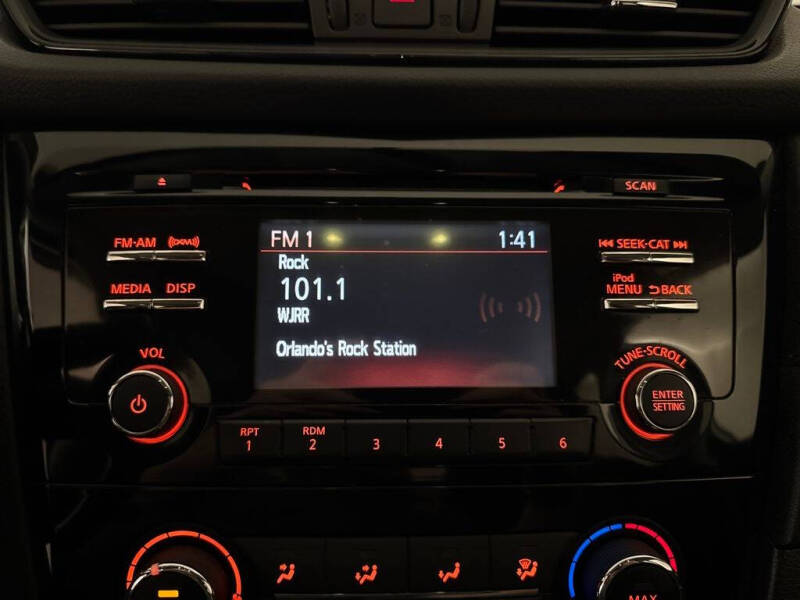 SCAN
FM·AM ((XM))
SEEK·CAT
MEDIA DISP
iPod
MENU BACK
FM 1 1:41
Rock
101.1
WJRR
Orlando's Rock Station
VOL
TUNE·SCROLL
ENTER
SETTING
RPT RDM
1 2 3 4 5 6
MAX